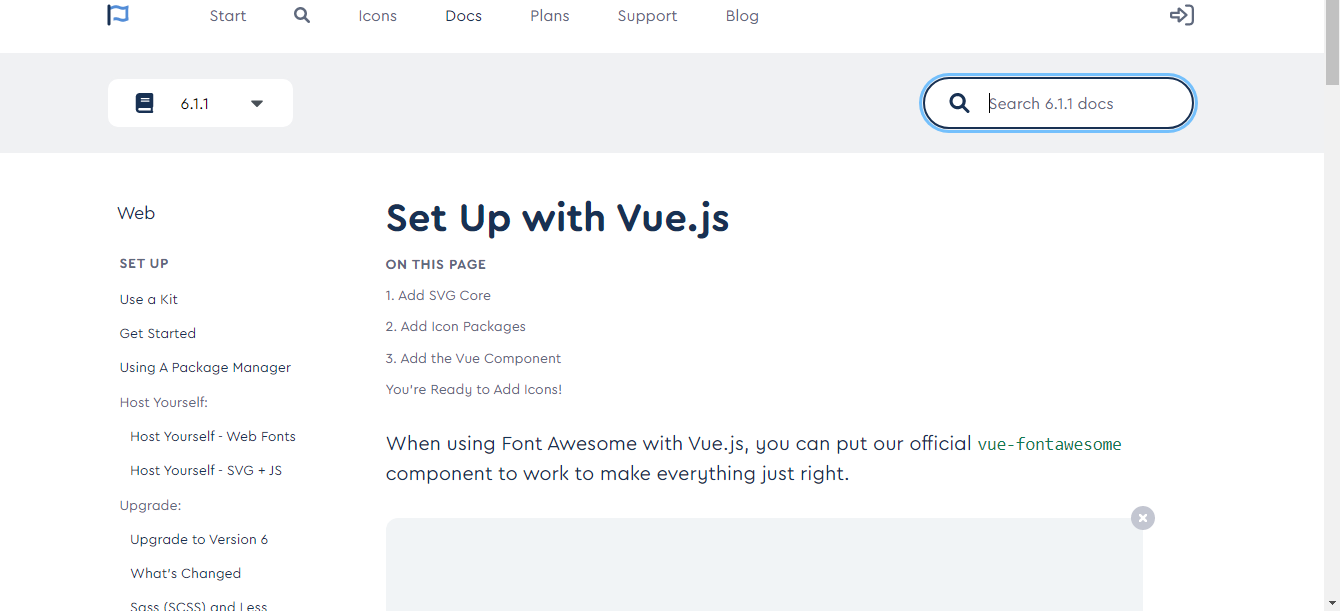 Start Icons Docs Plans Support Blog
6.1.1
Search 6.1.1 docs
Web
SET UP
Use a Kit
Get Started
Using A Package Manager
Host Yourself:
Host Yourself - Web Fonts
Host Yourself - SVG + JS
Upgrade:
Upgrade to Version 6
What's Changed
Sass (SCSS) and Less
Set Up with Vue.js
ON THIS PAGE
1. Add SVG Core
2. Add Icon Packages
3. Add the Vue Component
You're Ready to Add Icons!
When using Font Awesome with Vue.js, you can put our official vue-fontawesome
component to work to make everything just right.